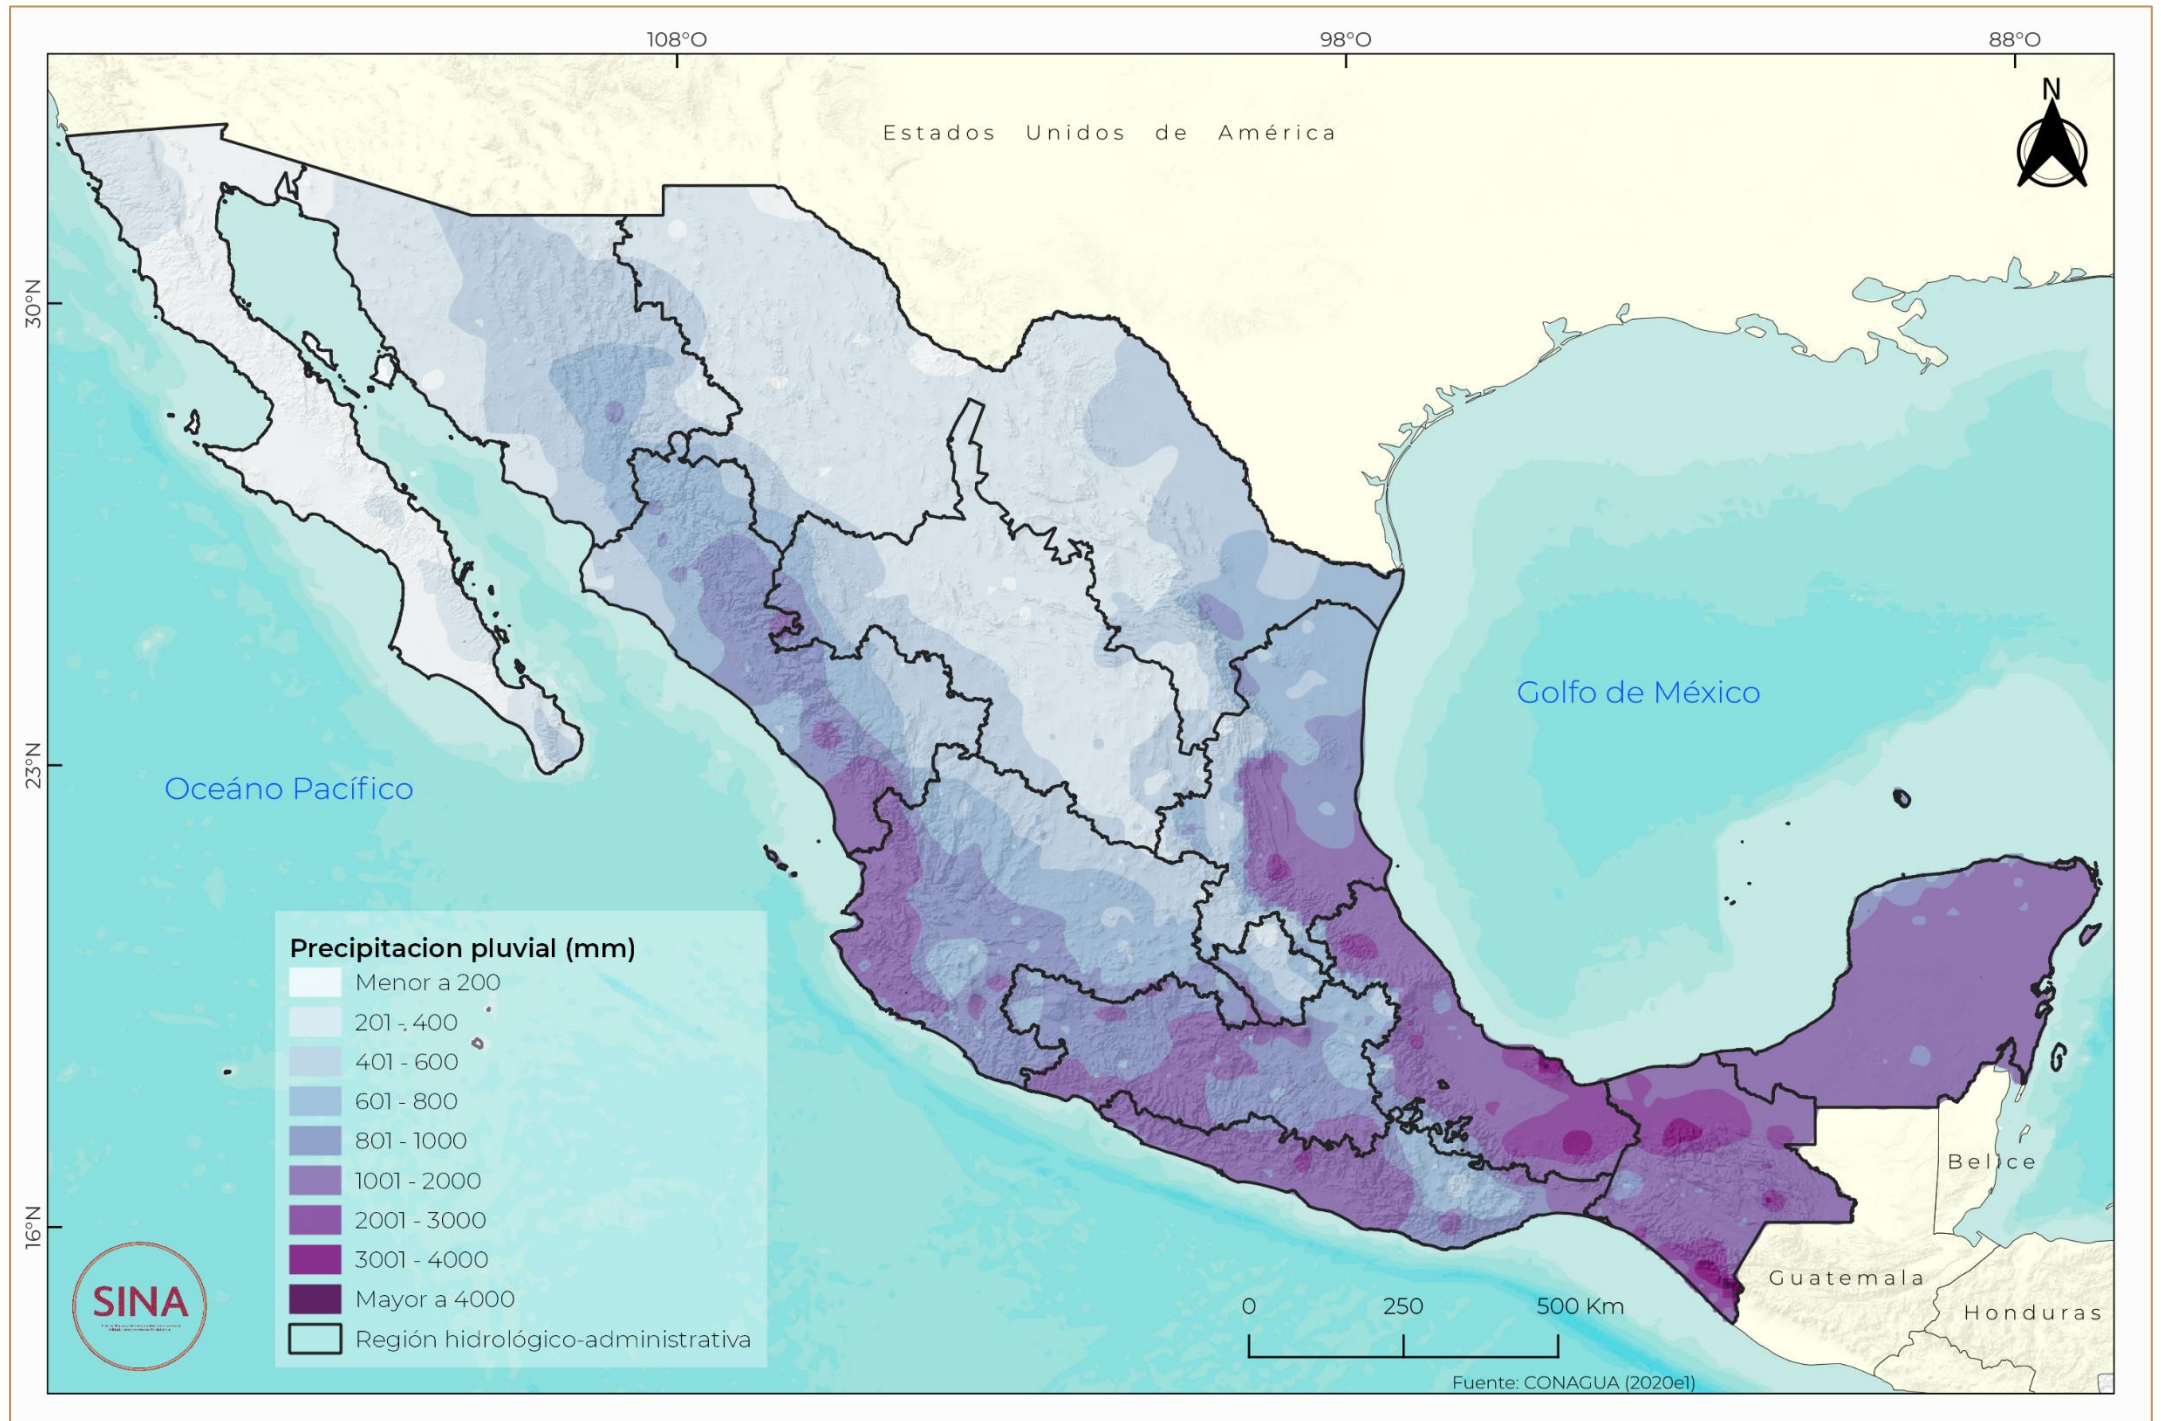 108°O
98°O
88°O
N
Estados Unidos de América
30°N
23°N
16°N
Golfo de México
Oceáno Pacífico
Belice
Guatemala
Honduras
Precipitacion pluvial (mm)
Menor a 200
201 - 400
401 - 600
601 - 800
801 - 1000
1001 - 2000
2001 - 3000
3001 - 4000
Mayor a 4000
Región hidrológico-administrativa
SINA
0 250 500 Km
Fuente: CONAGUA (2020e1)